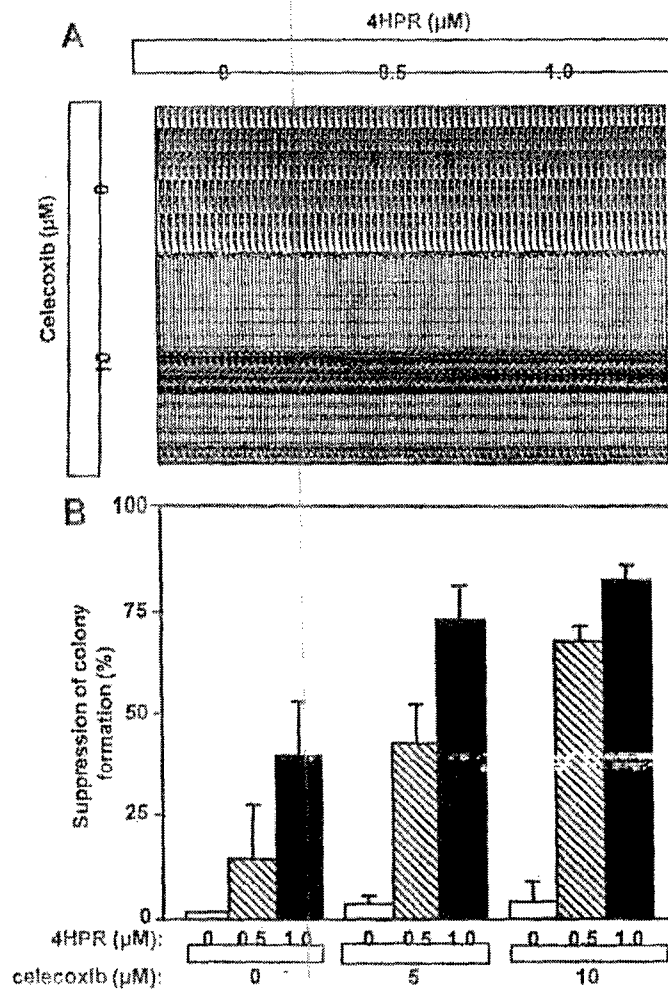 A
4HPR (µM)
0 0.5 1.0
Celecoxib (µM)
0
10
B
Suppression of colony
formation (%)
100
75
50
25
0
4HPR (µM): 0 0.5 1.0 0 0.5 1.0 0 0.5 1.0
celecoxib (µM): 0 5 10